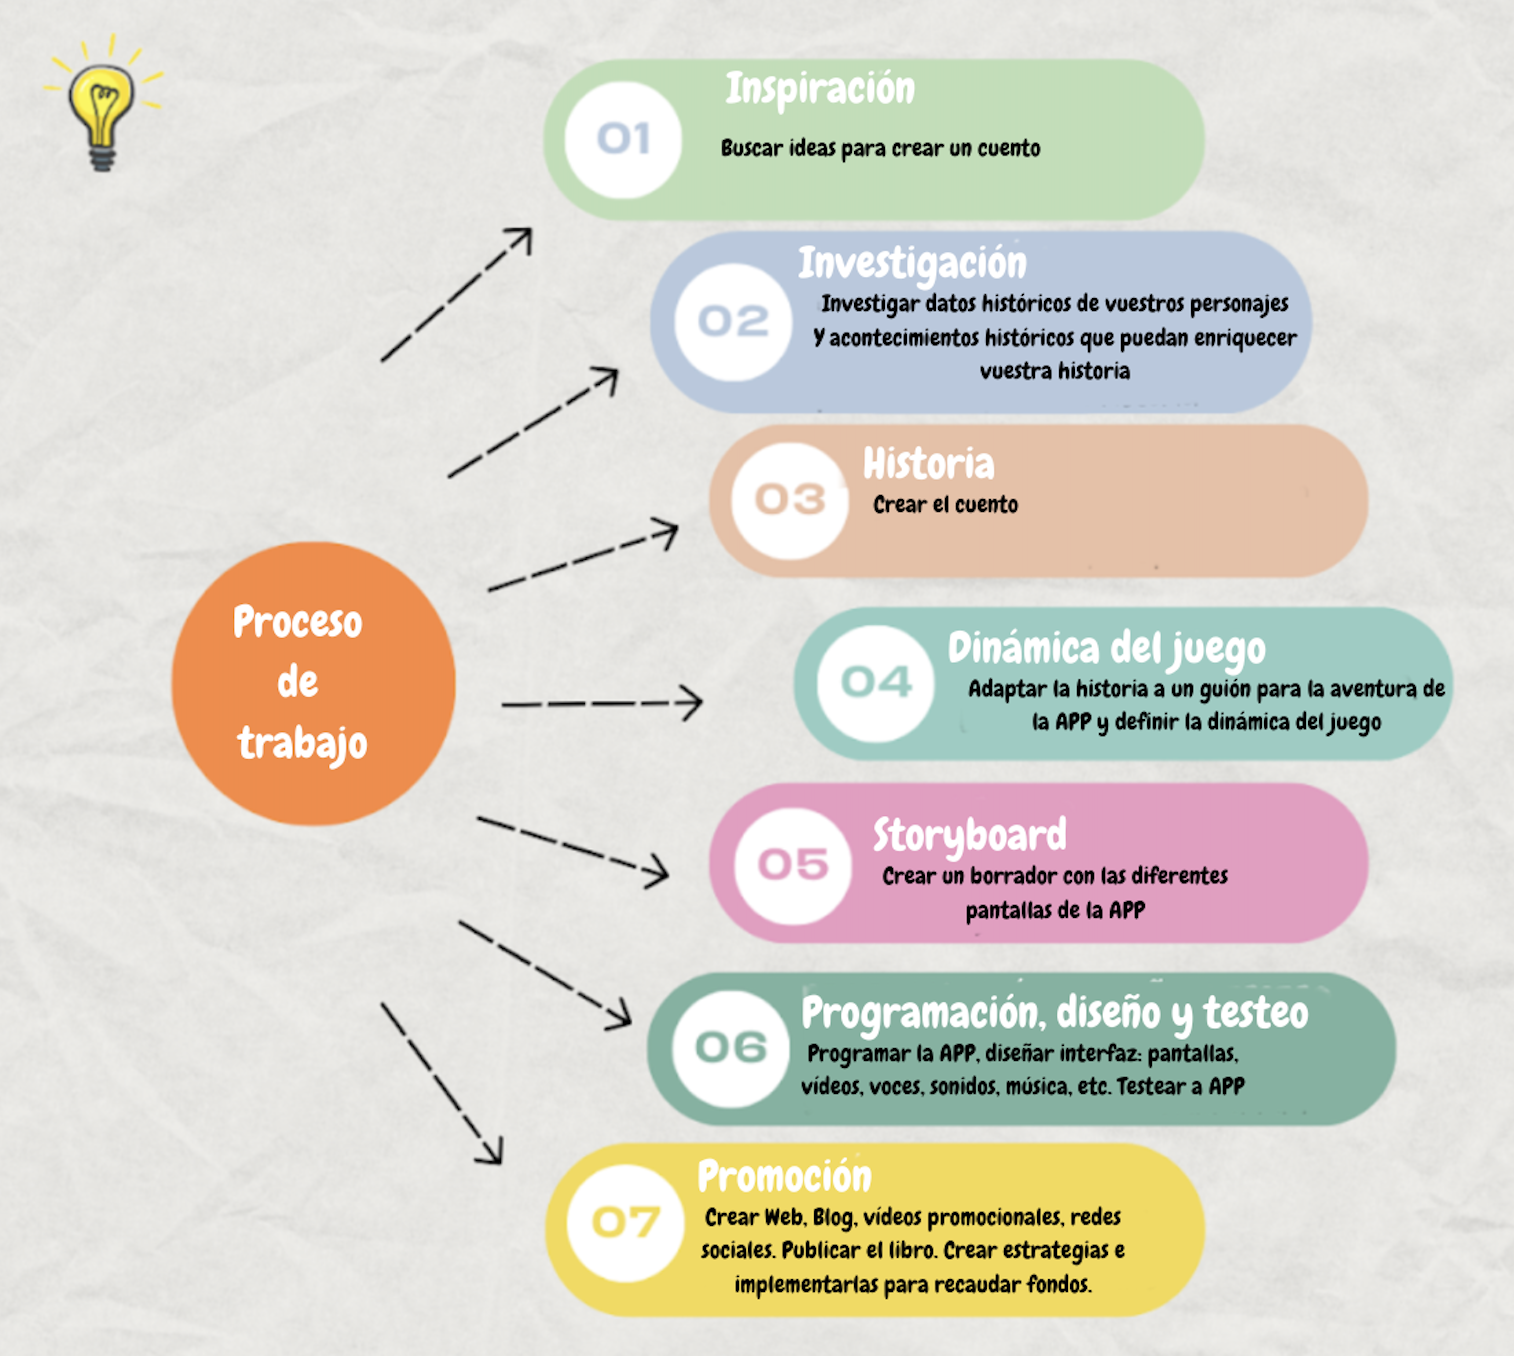 Proceso
de
trabajo
01
Inspiración
Buscar ideas para crear un cuento
02
Investigación
Investigar datos históricos de vuestros personajes
Y acontecimientos históricos que puedan enriquecer
vuestra historia
03
Historia
Crear el cuento
04
Dinámica del juego
Adaptar la historia a un guión para la aventura de
la APP y definir la dinámica del juego
05
Storyboard
Crear un borrador con las diferentes
pantallas de la APP
06
Programación, diseño y testeo
Programar la APP, diseñar interfaz: pantallas,
vídeos, voces, sonidos, música, etc. Testear a APP
07
Promoción
Crear Web, Blog, vídeos promocionales, redes
sociales. Publicar el libro. Crear estrategias e
implementarlas para recaudar fondos.